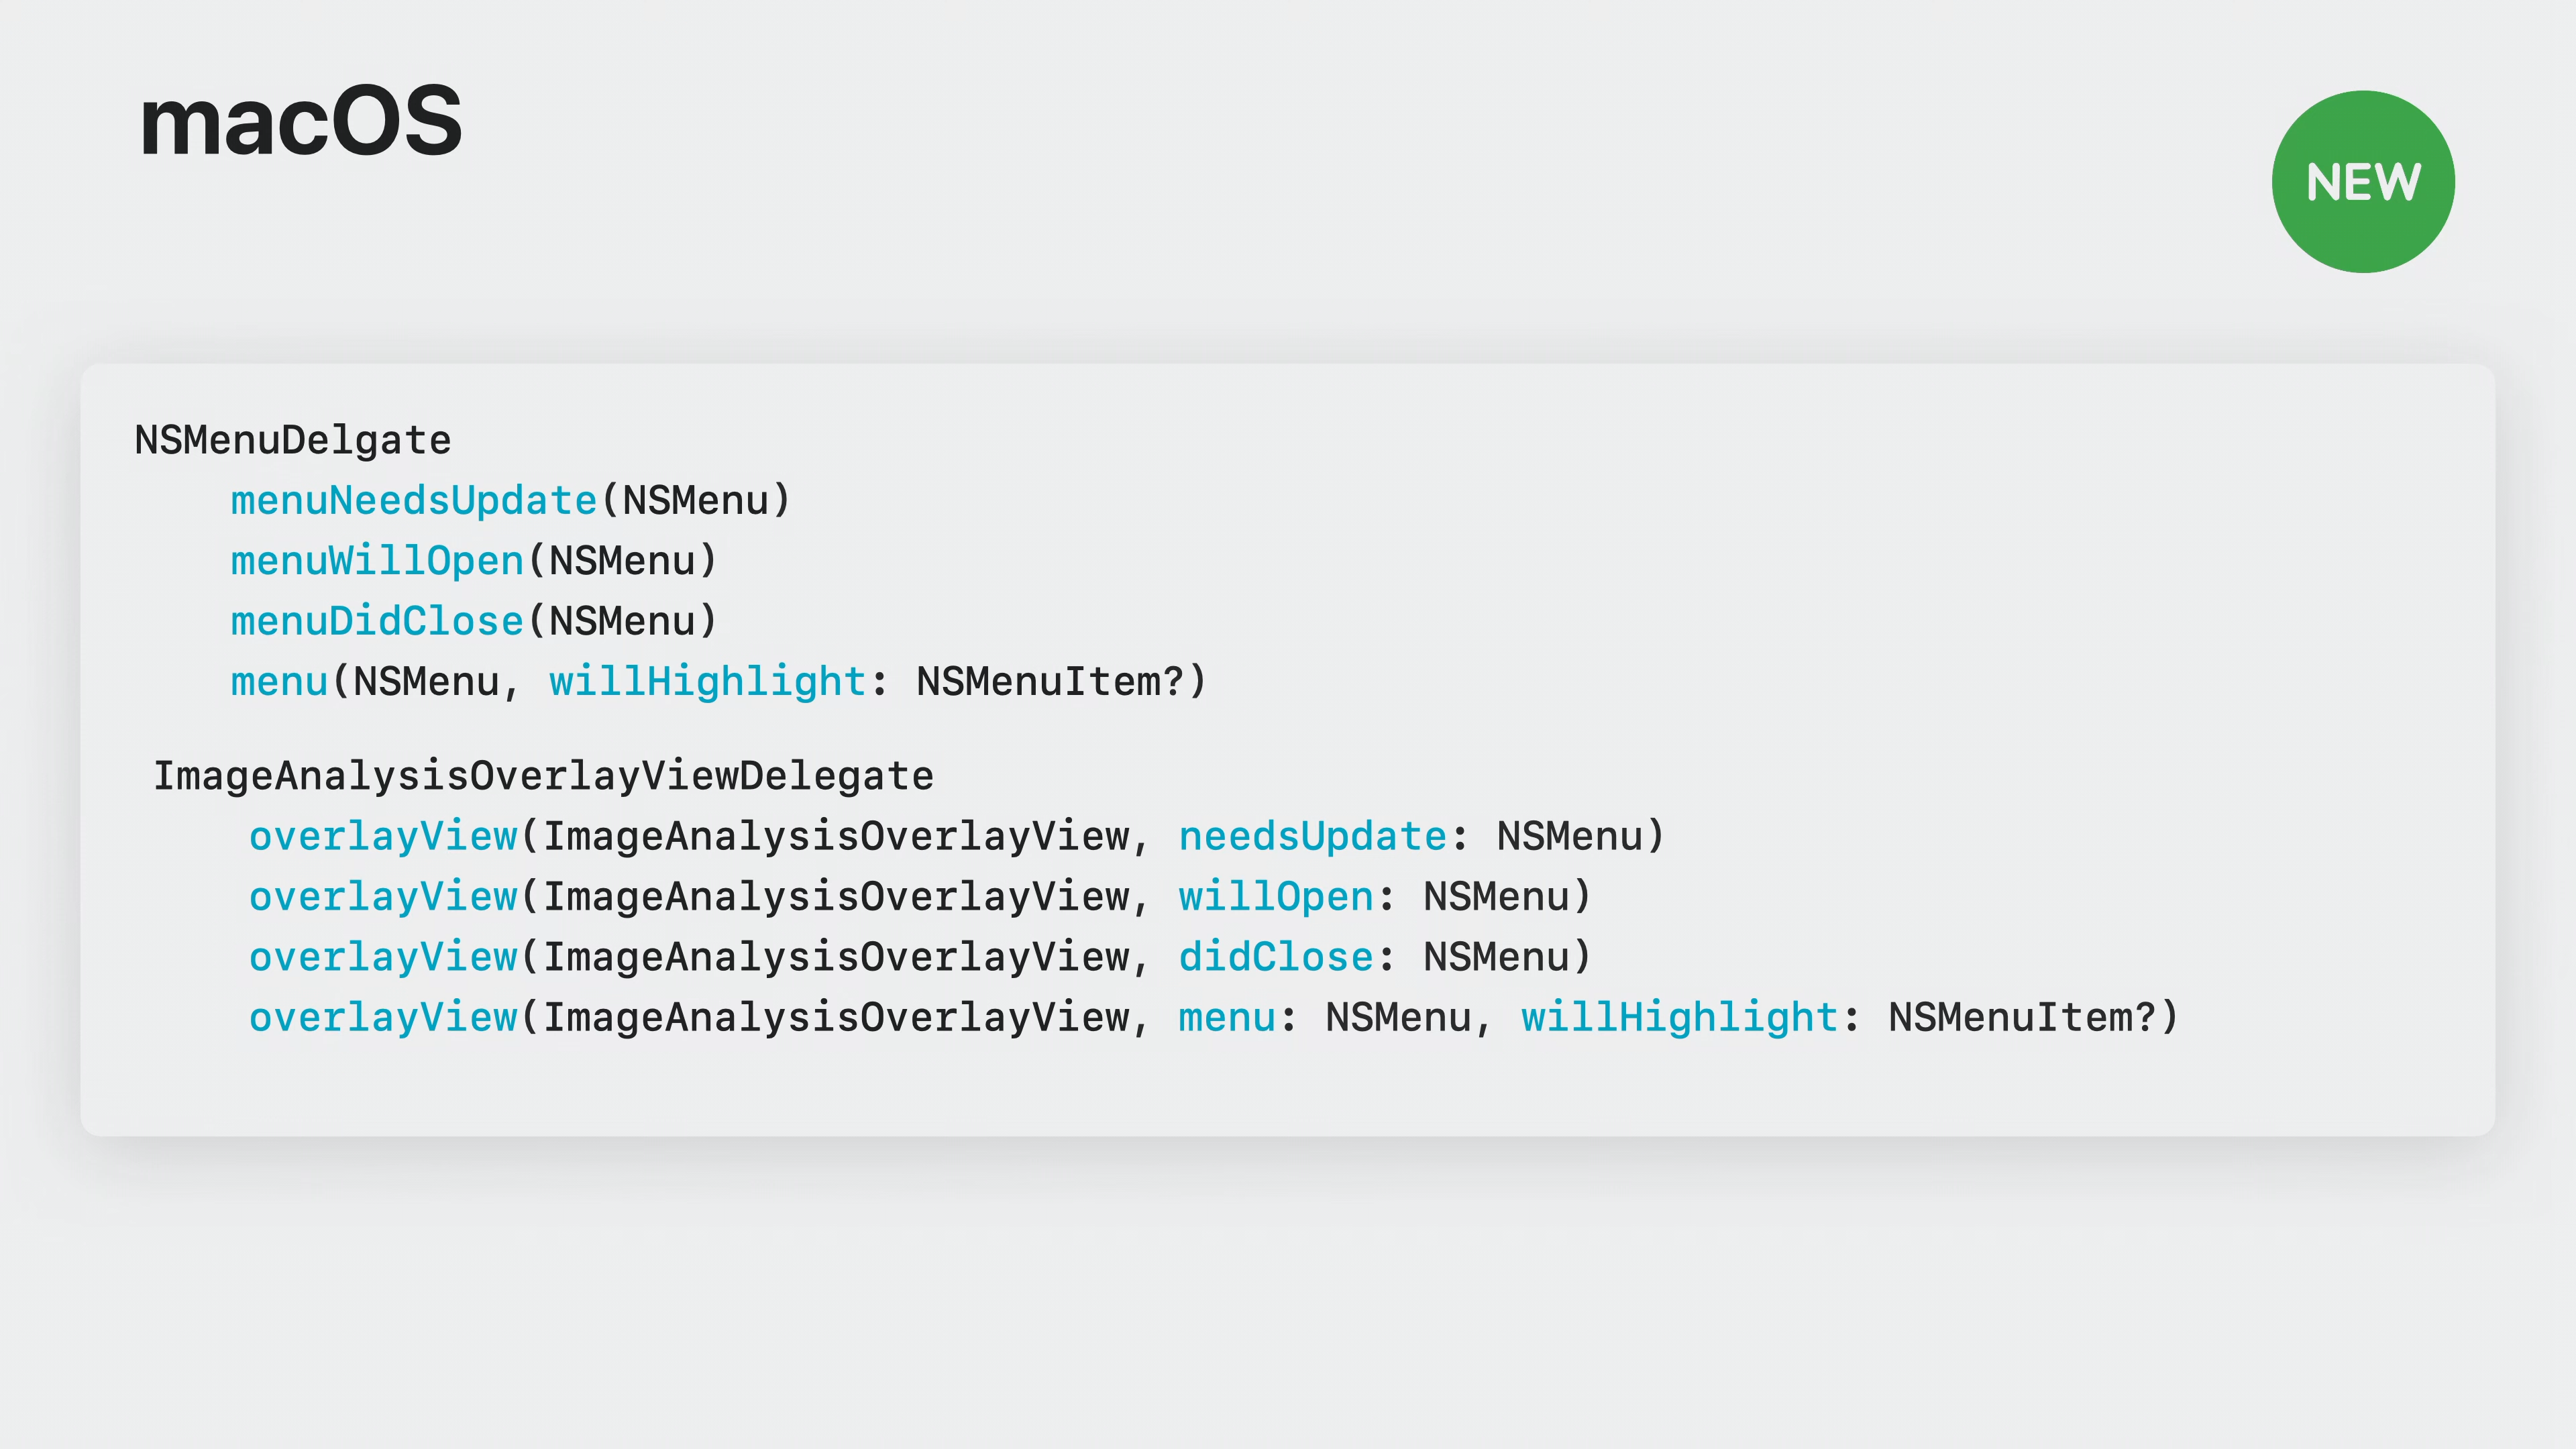 macOS
NEW
NSMenuDelgate
menuNeedsUpdate(NSMenu)
menuWillOpen(NSMenu)
menuDidClose(NSMenu)
menu(NSMenu, willHighlight: NSMenuItem?)
ImageAnalysisOverlayViewDelegate
overlayView(ImageAnalysisOverlayView, needsUpdate: NSMenu)
overlayView(ImageAnalysisOverlayView, willOpen: NSMenu)
overlayView(ImageAnalysisOverlayView, didClose: NSMenu)
overlayView(ImageAnalysisOverlayView, menu: NSMenu, willHighlight: NSMenuItem?)